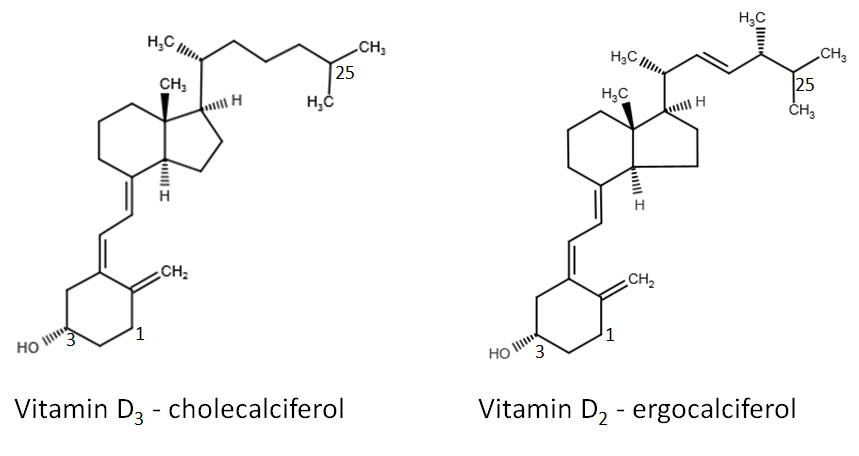 H₃C
CH₃
25
H₃C
CH₃
H
H
CH₂
1
3
HO
Vitamin D₃ - cholecalciferol
H₃C
H₃C
CH₃
25
CH₃
H₃C
H
H
CH₂
1
3
HO
Vitamin D₂ - ergocalciferol